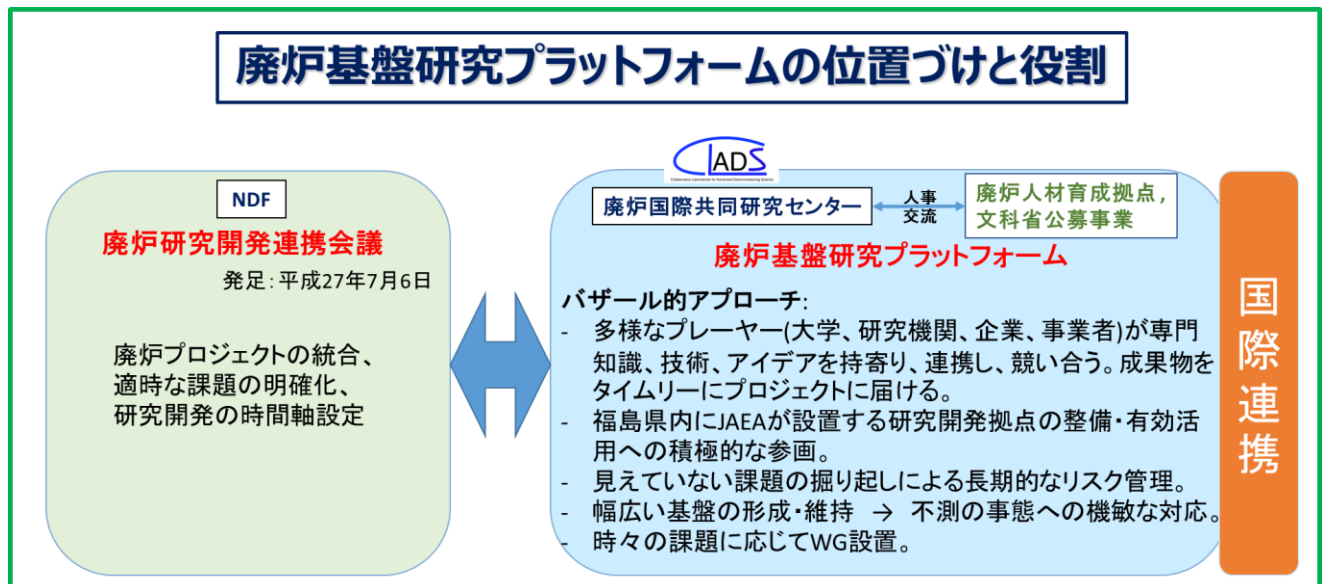 廃炉基盤研究プラットフォームの位置づけと役割
NDF
廃炉研究開発連携会議
発足:平成27年7月6日
廃炉プロジェクトの統合、
適時な課題の明確化、
研究開発の時間軸設定
CLADS
Collaborative Laboratories for Advanced Decommissioning Science
廃炉国際共同研究センター
人事
交流
廃炉人材育成拠点,
文科省公募事業
廃炉基盤研究プラットフォーム
バザール的アプローチ:
- 多様なプレーヤー(大学、研究機関、企業、事業者)が専門
知識、技術、アイデアを持寄り、連携し、競い合う。成果物を
タイムリーにプロジェクトに届ける。
- 福島県内にJAEAが設置する研究開発拠点の整備・有効活
用への積極的な参画。
- 見えていない課題の掘り起しによる長期的なリスク管理。
- 幅広い基盤の形成・維持 → 不測の事態への機敏な対応。
- 時々の課題に応じてWG設置。
国際連携